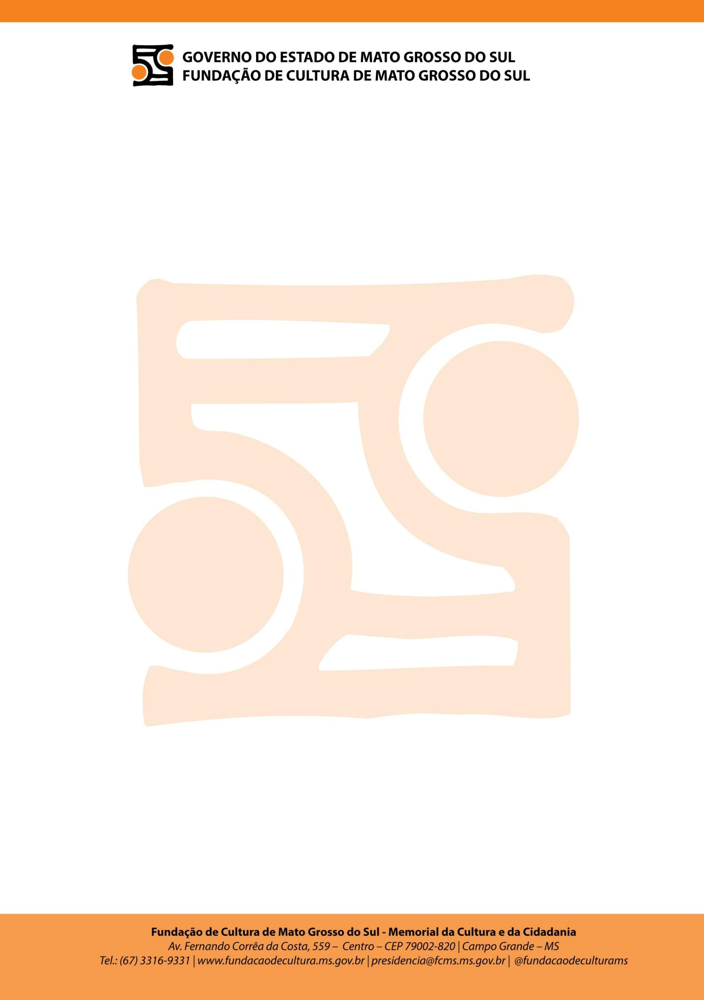 GOVERNO DO ESTADO DE MATO GROSSO DO SUL
FUNDAÇÃO DE CULTURA DE MATO GROSSO DO SUL
Fundação de Cultura de Mato Grosso do Sul - Memorial da Cultura e da Cidadania
Av. Fernando Corrêa da Costa, 559 – Centro – CEP 79002-820 | Campo Grande – MS
Tel.: (67) 3316-9331 | www.fundacaodecultura.ms.gov.br | presidencia@fcms.ms.gov.br | @fundacaodeculturams